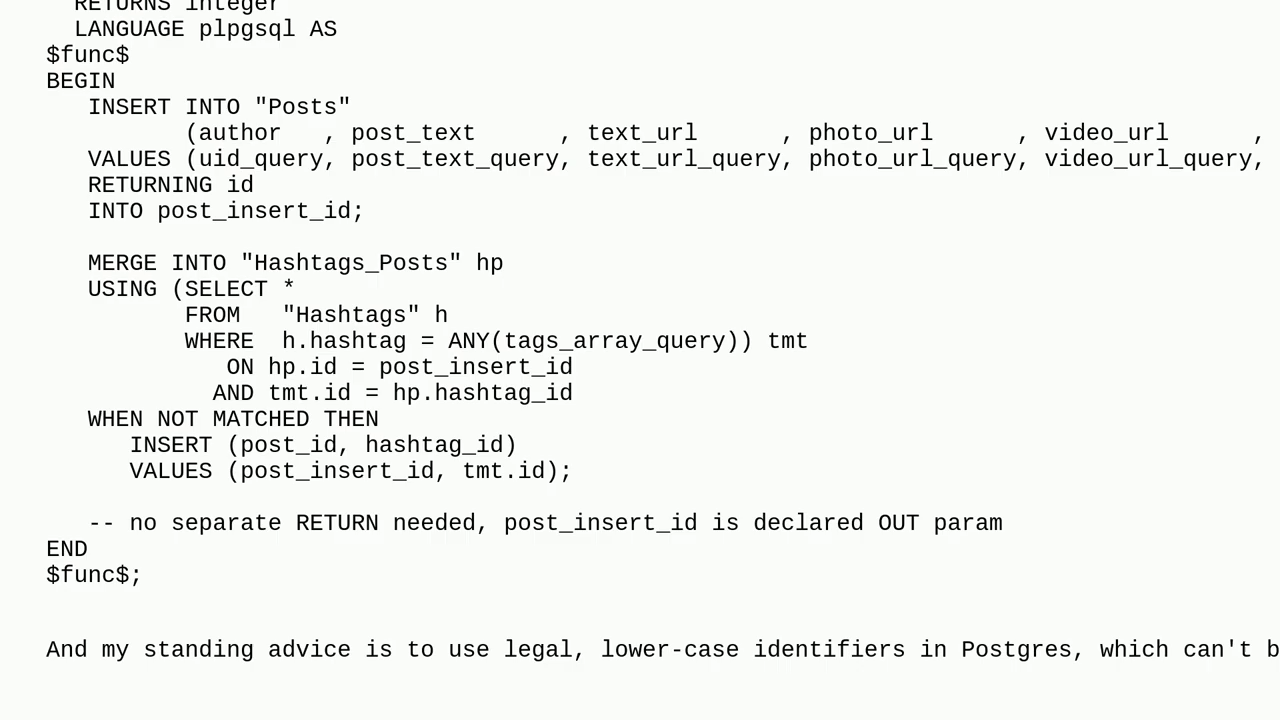 RETURNS integer
LANGUAGE plpgsql AS
$func$
BEGIN
INSERT INTO "Posts"
(author , post_text , text_url , photo_url , video_url ,
VALUES (uid_query, post_text_query, text_url_query, photo_url_query, video_url_query,
RETURNING id
INTO post_insert_id;
MERGE INTO "Hashtags_Posts" hp
USING (SELECT *
FROM "Hashtags" h
WHERE h.hashtag = ANY(tags_array_query)) tmt
ON hp.id = post_insert_id
AND tmt.id = hp.hashtag_id
WHEN NOT MATCHED THEN
INSERT (post_id, hashtag_id)
VALUES (post_insert_id, tmt.id);
-- no separate RETURN needed, post_insert_id is declared OUT param
END
$func$;
And my standing advice is to use legal, lower-case identifiers in Postgres, which can't b